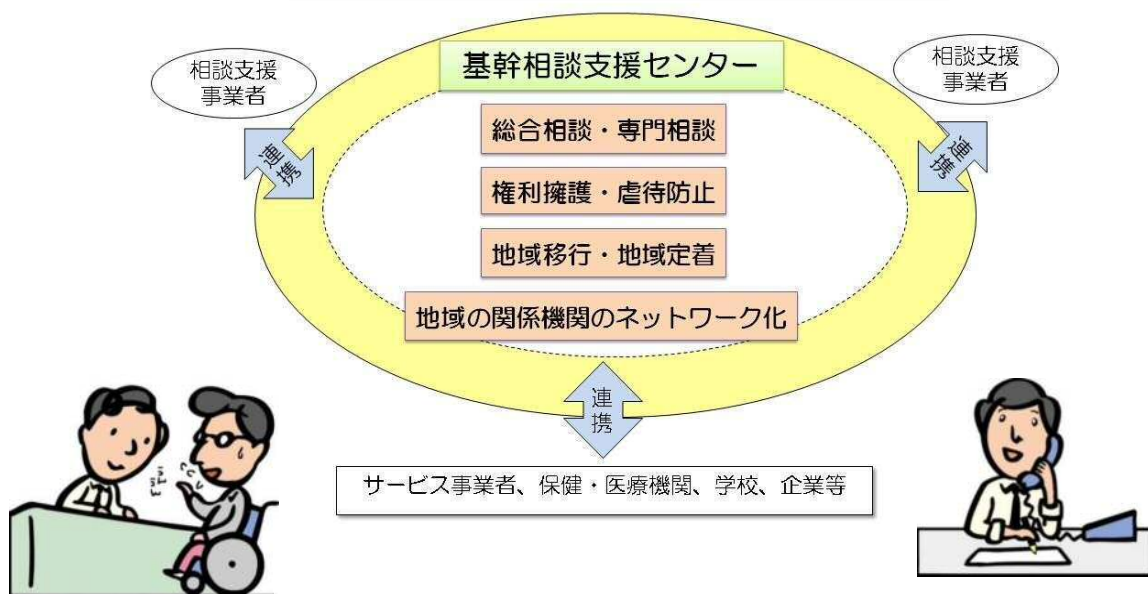 基幹相談支援センター
相談支援
事業者
相談支援
事業者
連携
連携
総合相談・専門相談
権利擁護・虐待防止
地域移行・地域定着
地域の関係機関のネットワーク化
連携
サービス事業者、保健・医療機関、学校、企業等